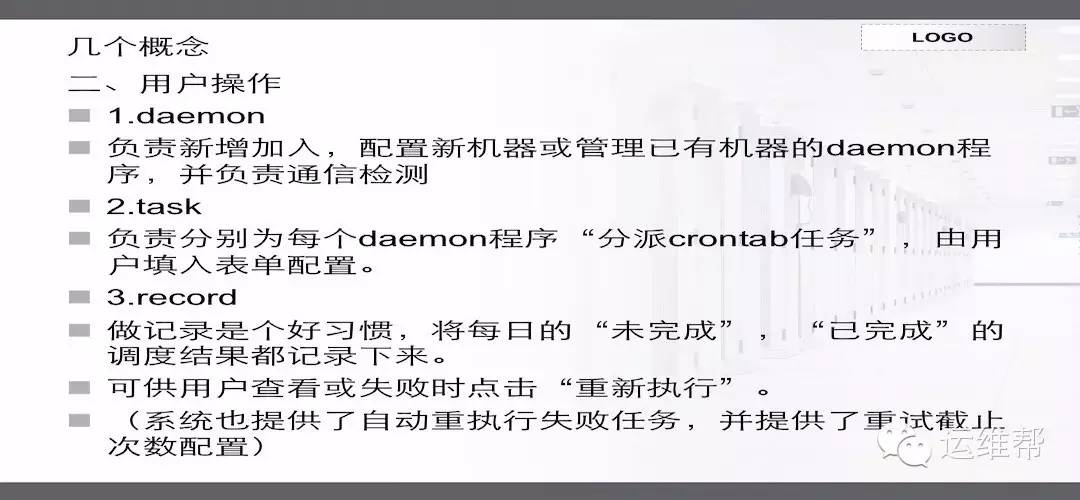 LOGO
几个概念
二、用户操作
1.daemon
负责新增加入，配置新机器或管理已有机器的daemon程
序，并负责通信检测
2.task
负责分别为每个daemon程序“分派crontab任务”，由用
户填入表单配置。
3.record
做记录是个好习惯，将每日的“未完成”，“已完成”的
调度结果都记录下来。
可供用户查看或失败时点击“重新执行”。
（系统也提供了自动重执行失败任务，并提供了重试截止
次数配置）
运维帮